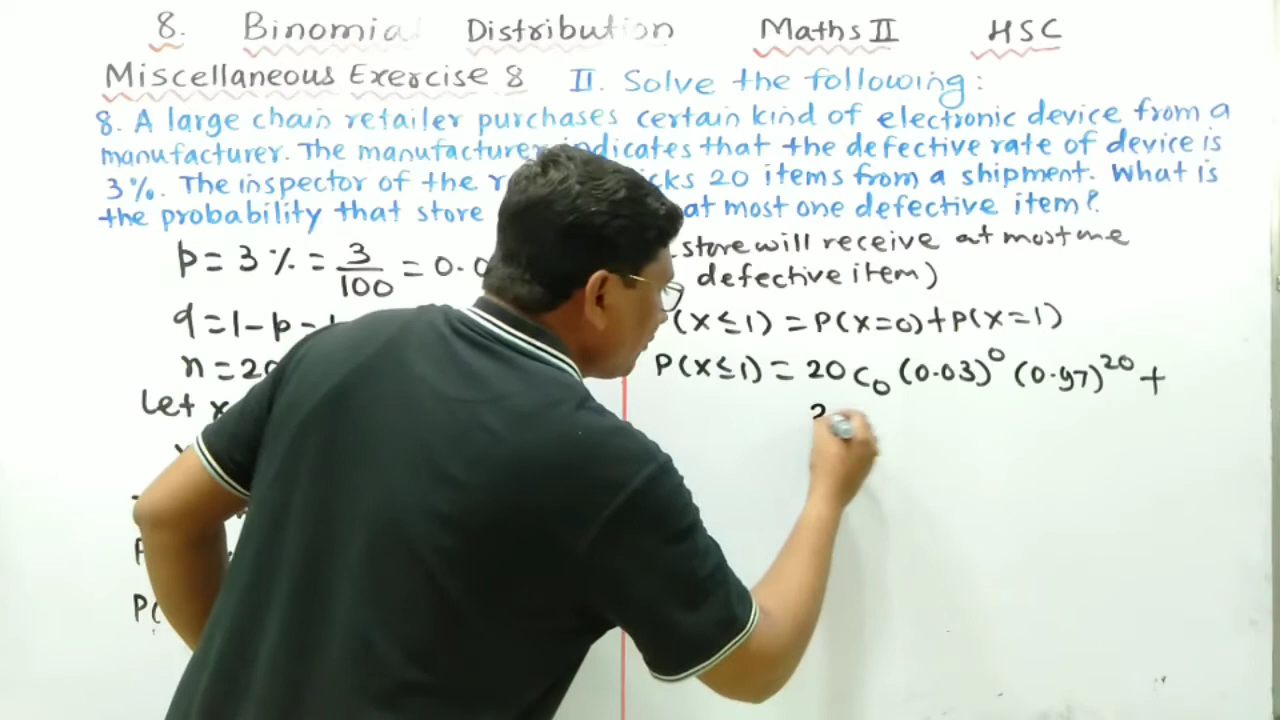 8. Binomial Distribution Maths II HSC
Miscellaneous Exercise 8 II. Solve the following:
8. A large chain retailer purchases certain kind of electronic device from a
manufacturer. The manufacturer indicates that the defective rate of device is
3%. The inspector of the 20 items from a shipment. What is
the probability that store at most one defective item?
p = 3% = 3/100 = 0.0
q = 1 - p =
n = 20
Let x
P(
store will receive at most one
defective item)
(x ≤ 1) = P(x=0) + P(x=1)
P(x ≤ 1) = 20 C₀ (0.03)⁰ (0.97)²⁰ +
2